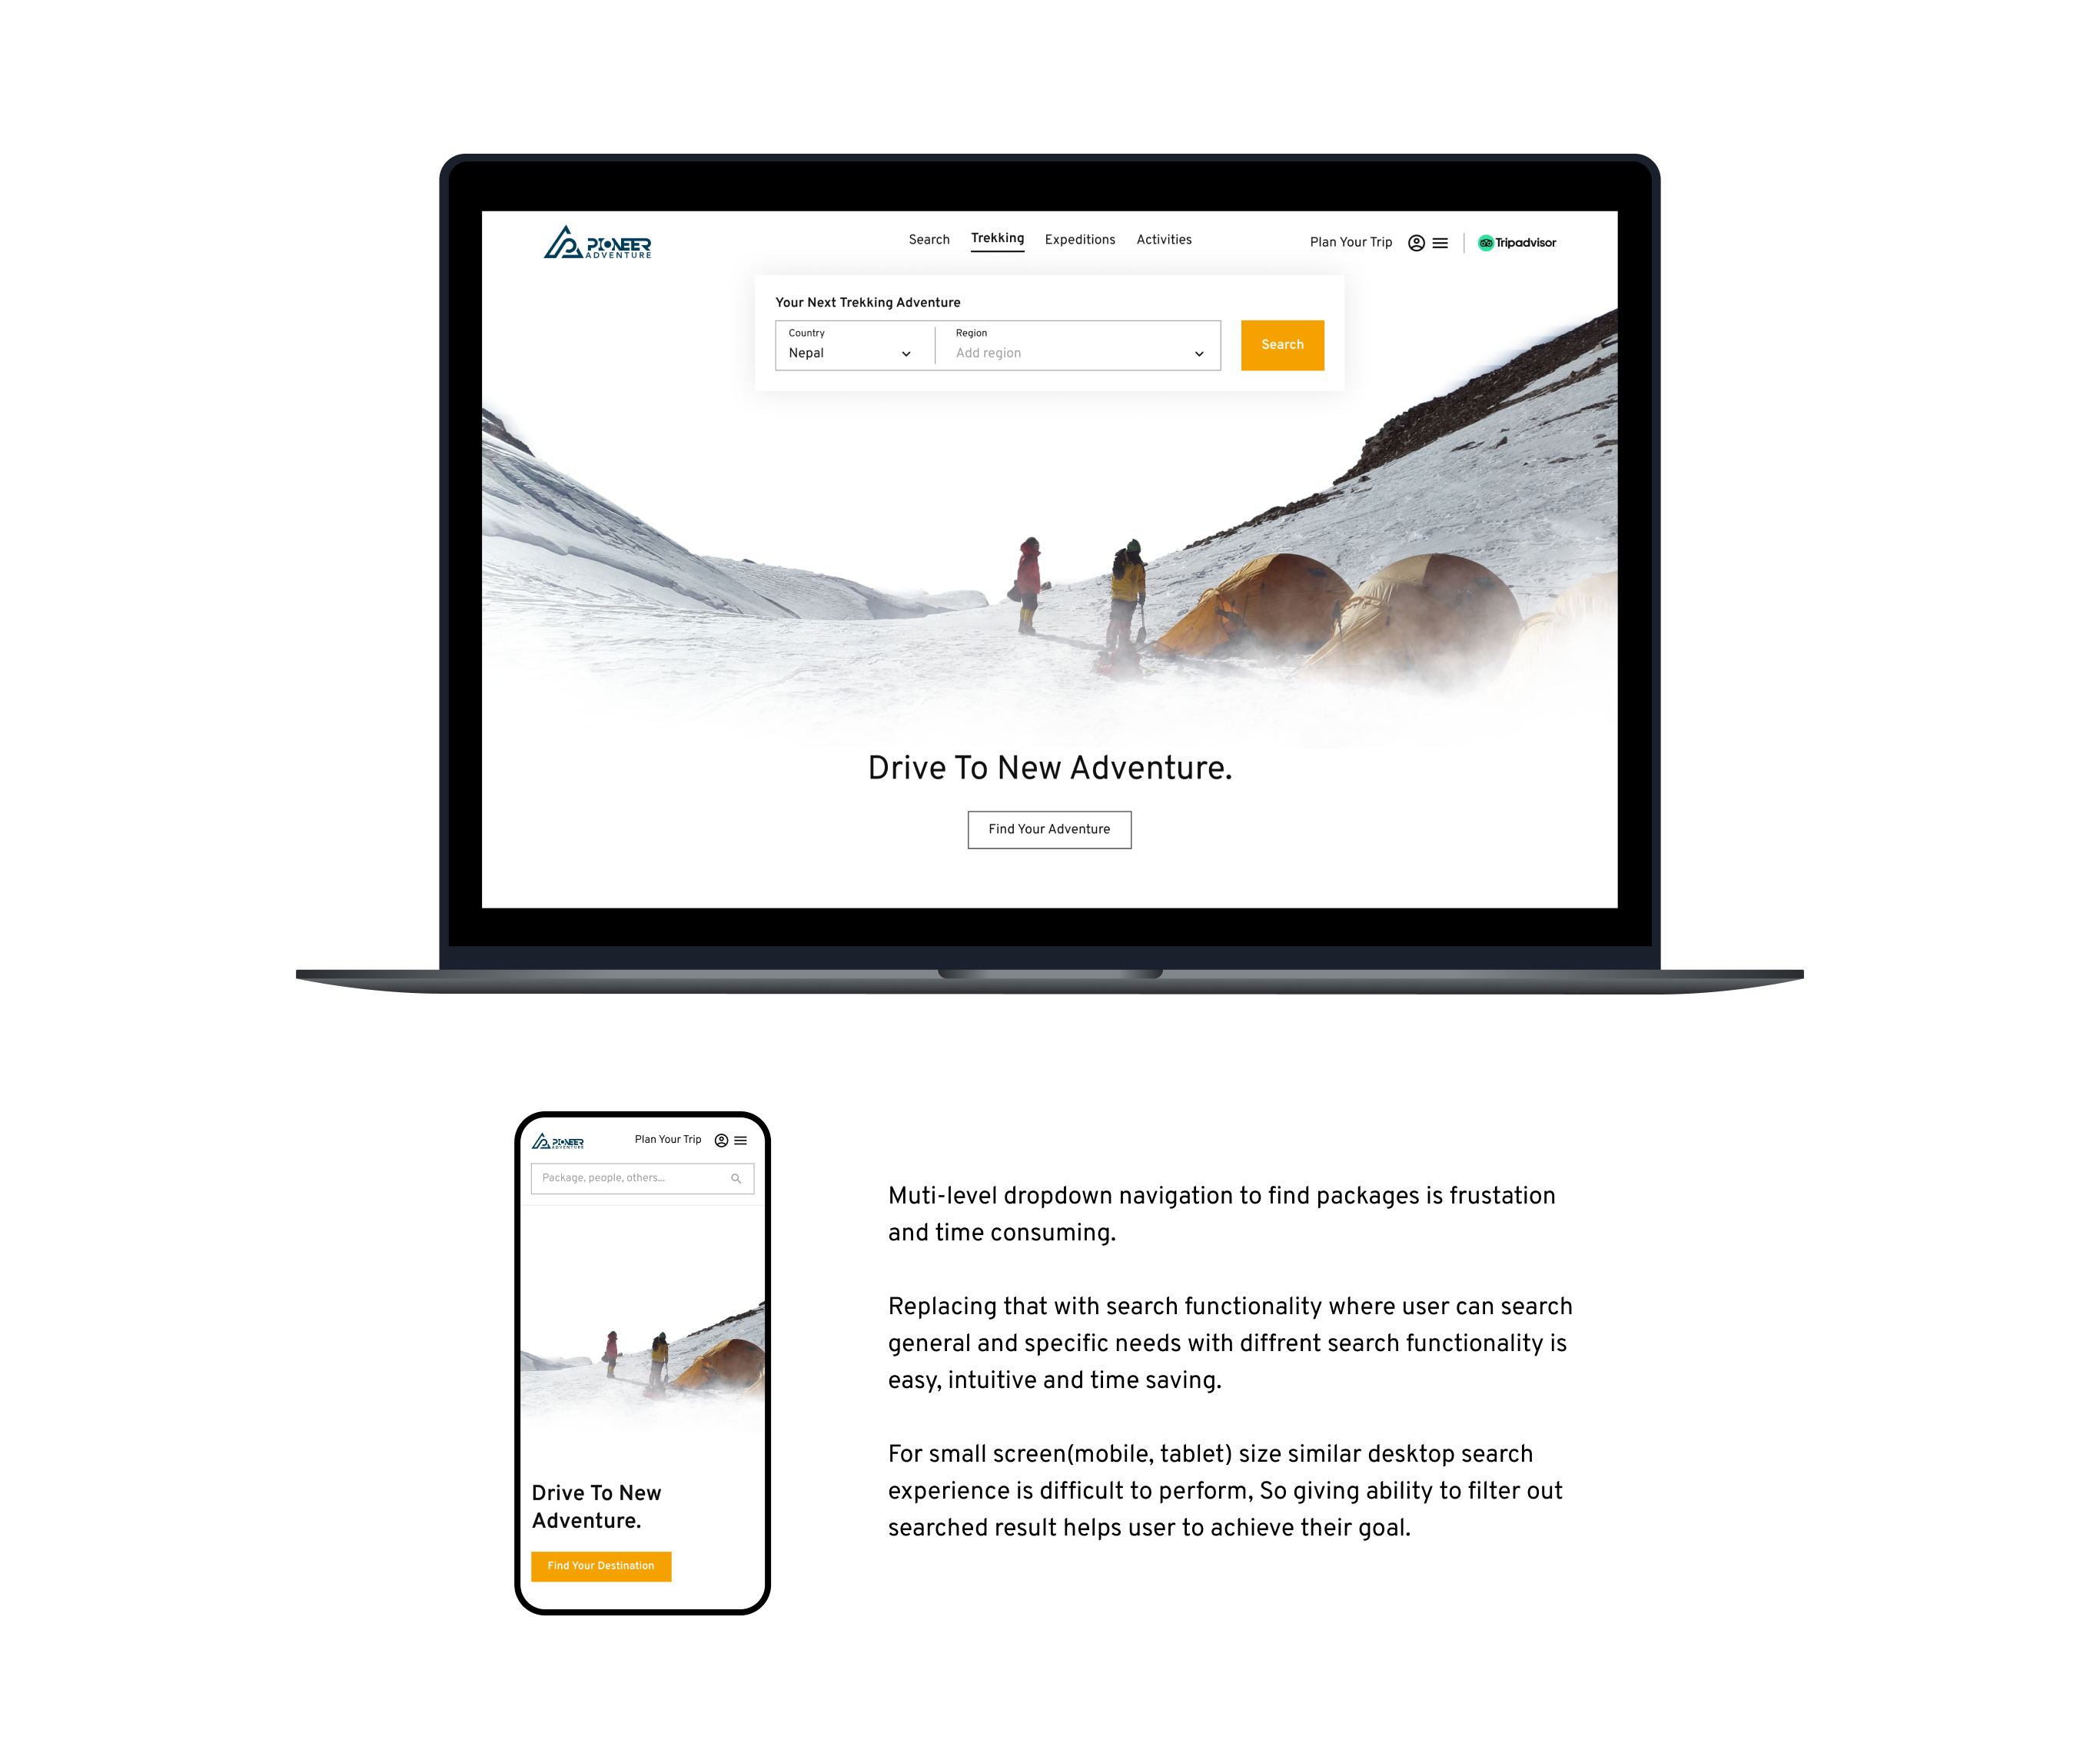 PIONEER
ADVENTURE
Search Trekking Expeditions Activities
Plan Your Trip
Tripadvisor
Your Next Trekking Adventure
Country
Nepal
Region
Add region
Search
Drive To New Adventure.
Find Your Adventure
PIONEER
ADVENTURE
Plan Your Trip
Package, people, others...
Drive To New
Adventure.
Find Your Destination
Muti-level dropdown navigation to find packages is frustation
and time consuming.
Replacing that with search functionality where user can search
general and specific needs with diffrent search functionality is
easy, intuitive and time saving.
For small screen(mobile, tablet) size similar desktop search
experience is difficult to perform, So giving ability to filter out
searched result helps user to achieve their goal.